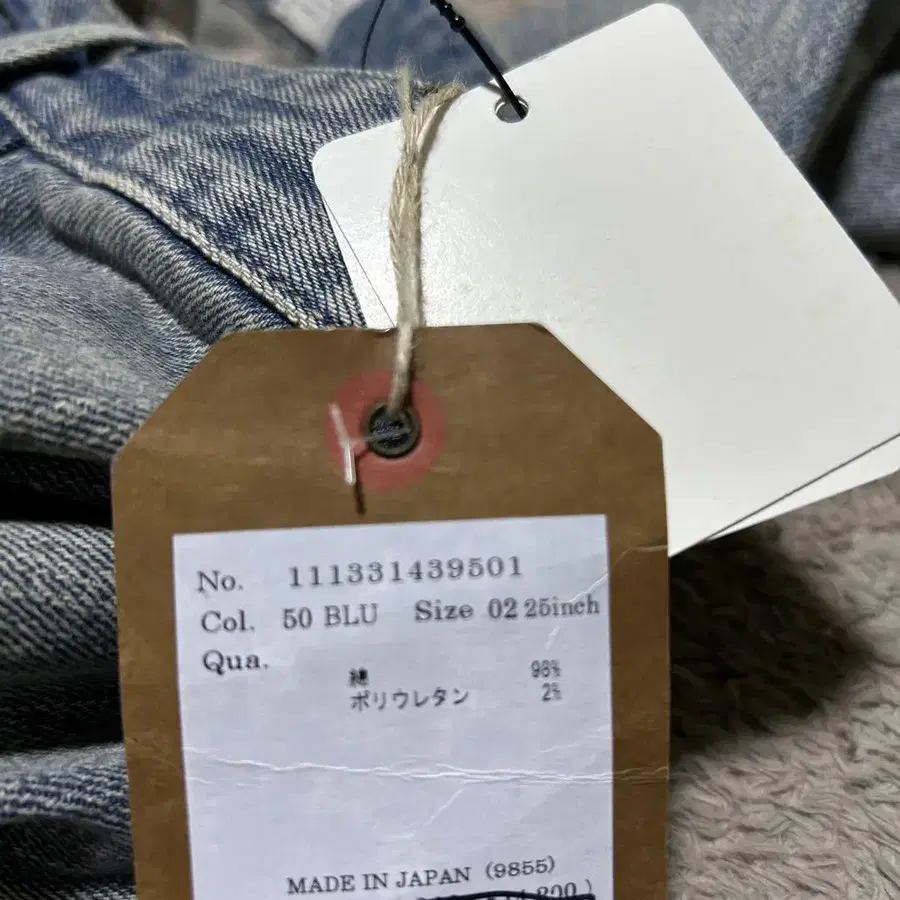 No. 111331439501
Col. 50 BLU Size 02 25inch
Qua.
綿 98%
ポリウレタン 2%
MADE IN JAPAN (9855)